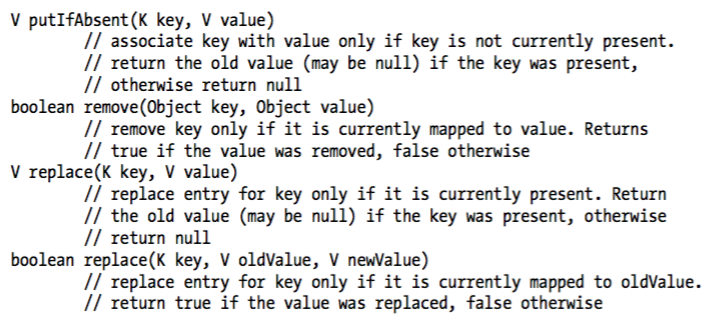 V putIfAbsent(K key, V value)
// associate key with value only if key is not currently present.
// return the old value (may be null) if the key was present,
// otherwise return null
boolean remove(Object key, Object value)
// remove key only if it is currently mapped to value. Returns
// true if the value was removed, false otherwise
V replace(K key, V value)
// replace entry for key only if it is currently present. Return
// the old value (may be null) if the key was present, otherwise
// return null
boolean replace(K key, V oldValue, V newValue)
// replace entry for key only if it is currently mapped to oldValue.
// return true if the value was replaced, false otherwise